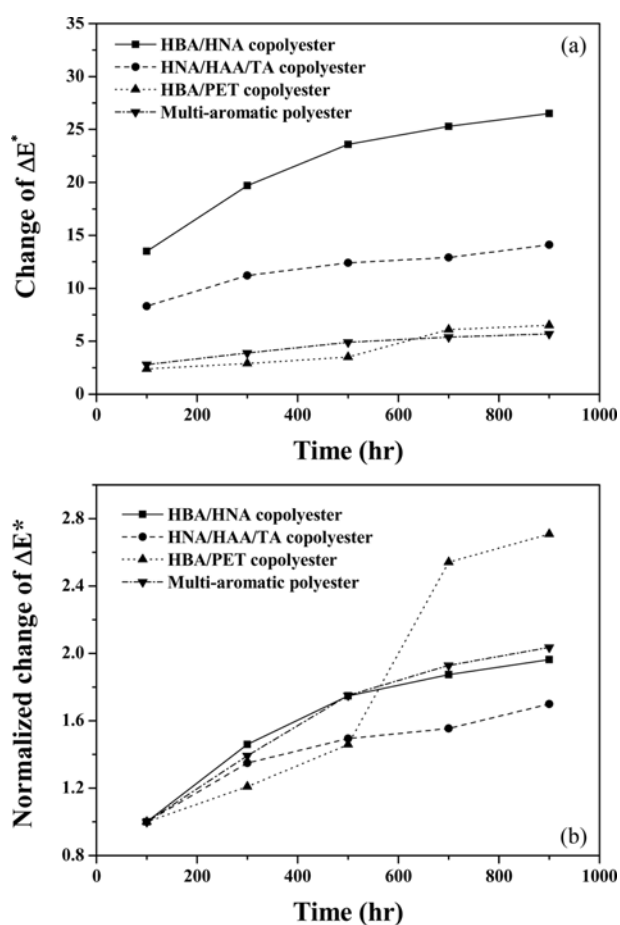 (a)
HBA/HNA copolyester
HNA/HAA/TA copolyester
HBA/PET copolyester
Multi-aromatic polyester
Change of ΔE*
35
30
25
20
15
10
5
0
0 200 400 600 800 1000
Time (hr)
HBA/HNA copolyester
HNA/HAA/TA copolyester
HBA/PET copolyester
Multi-aromatic polyester
Normalized change of ΔE*
2.8
2.4
2.0
1.6
1.2
0.8
(b)
0 200 400 600 800 1000
Time (hr)